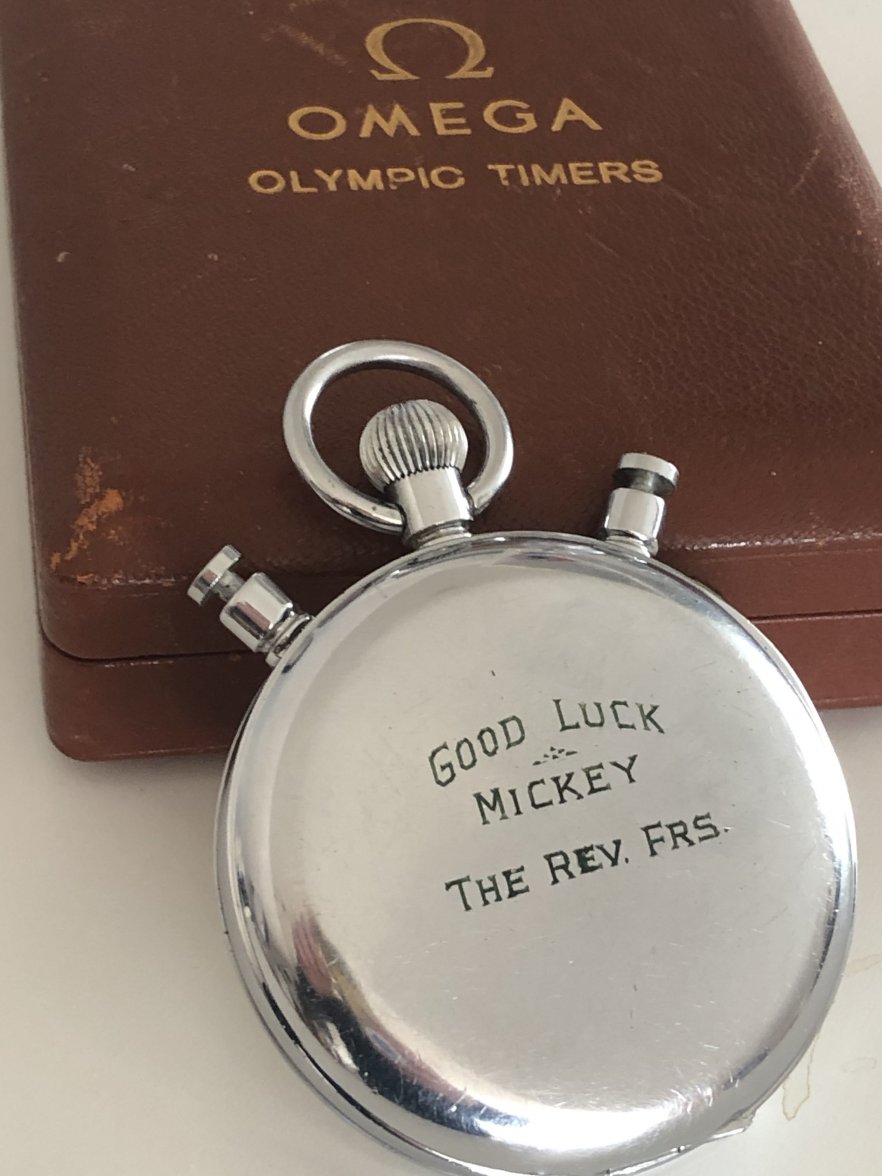 Ω
OMEGA
OLYMPIC TIMERS
GOOD LUCK
MICKEY
THE REV. FRS.